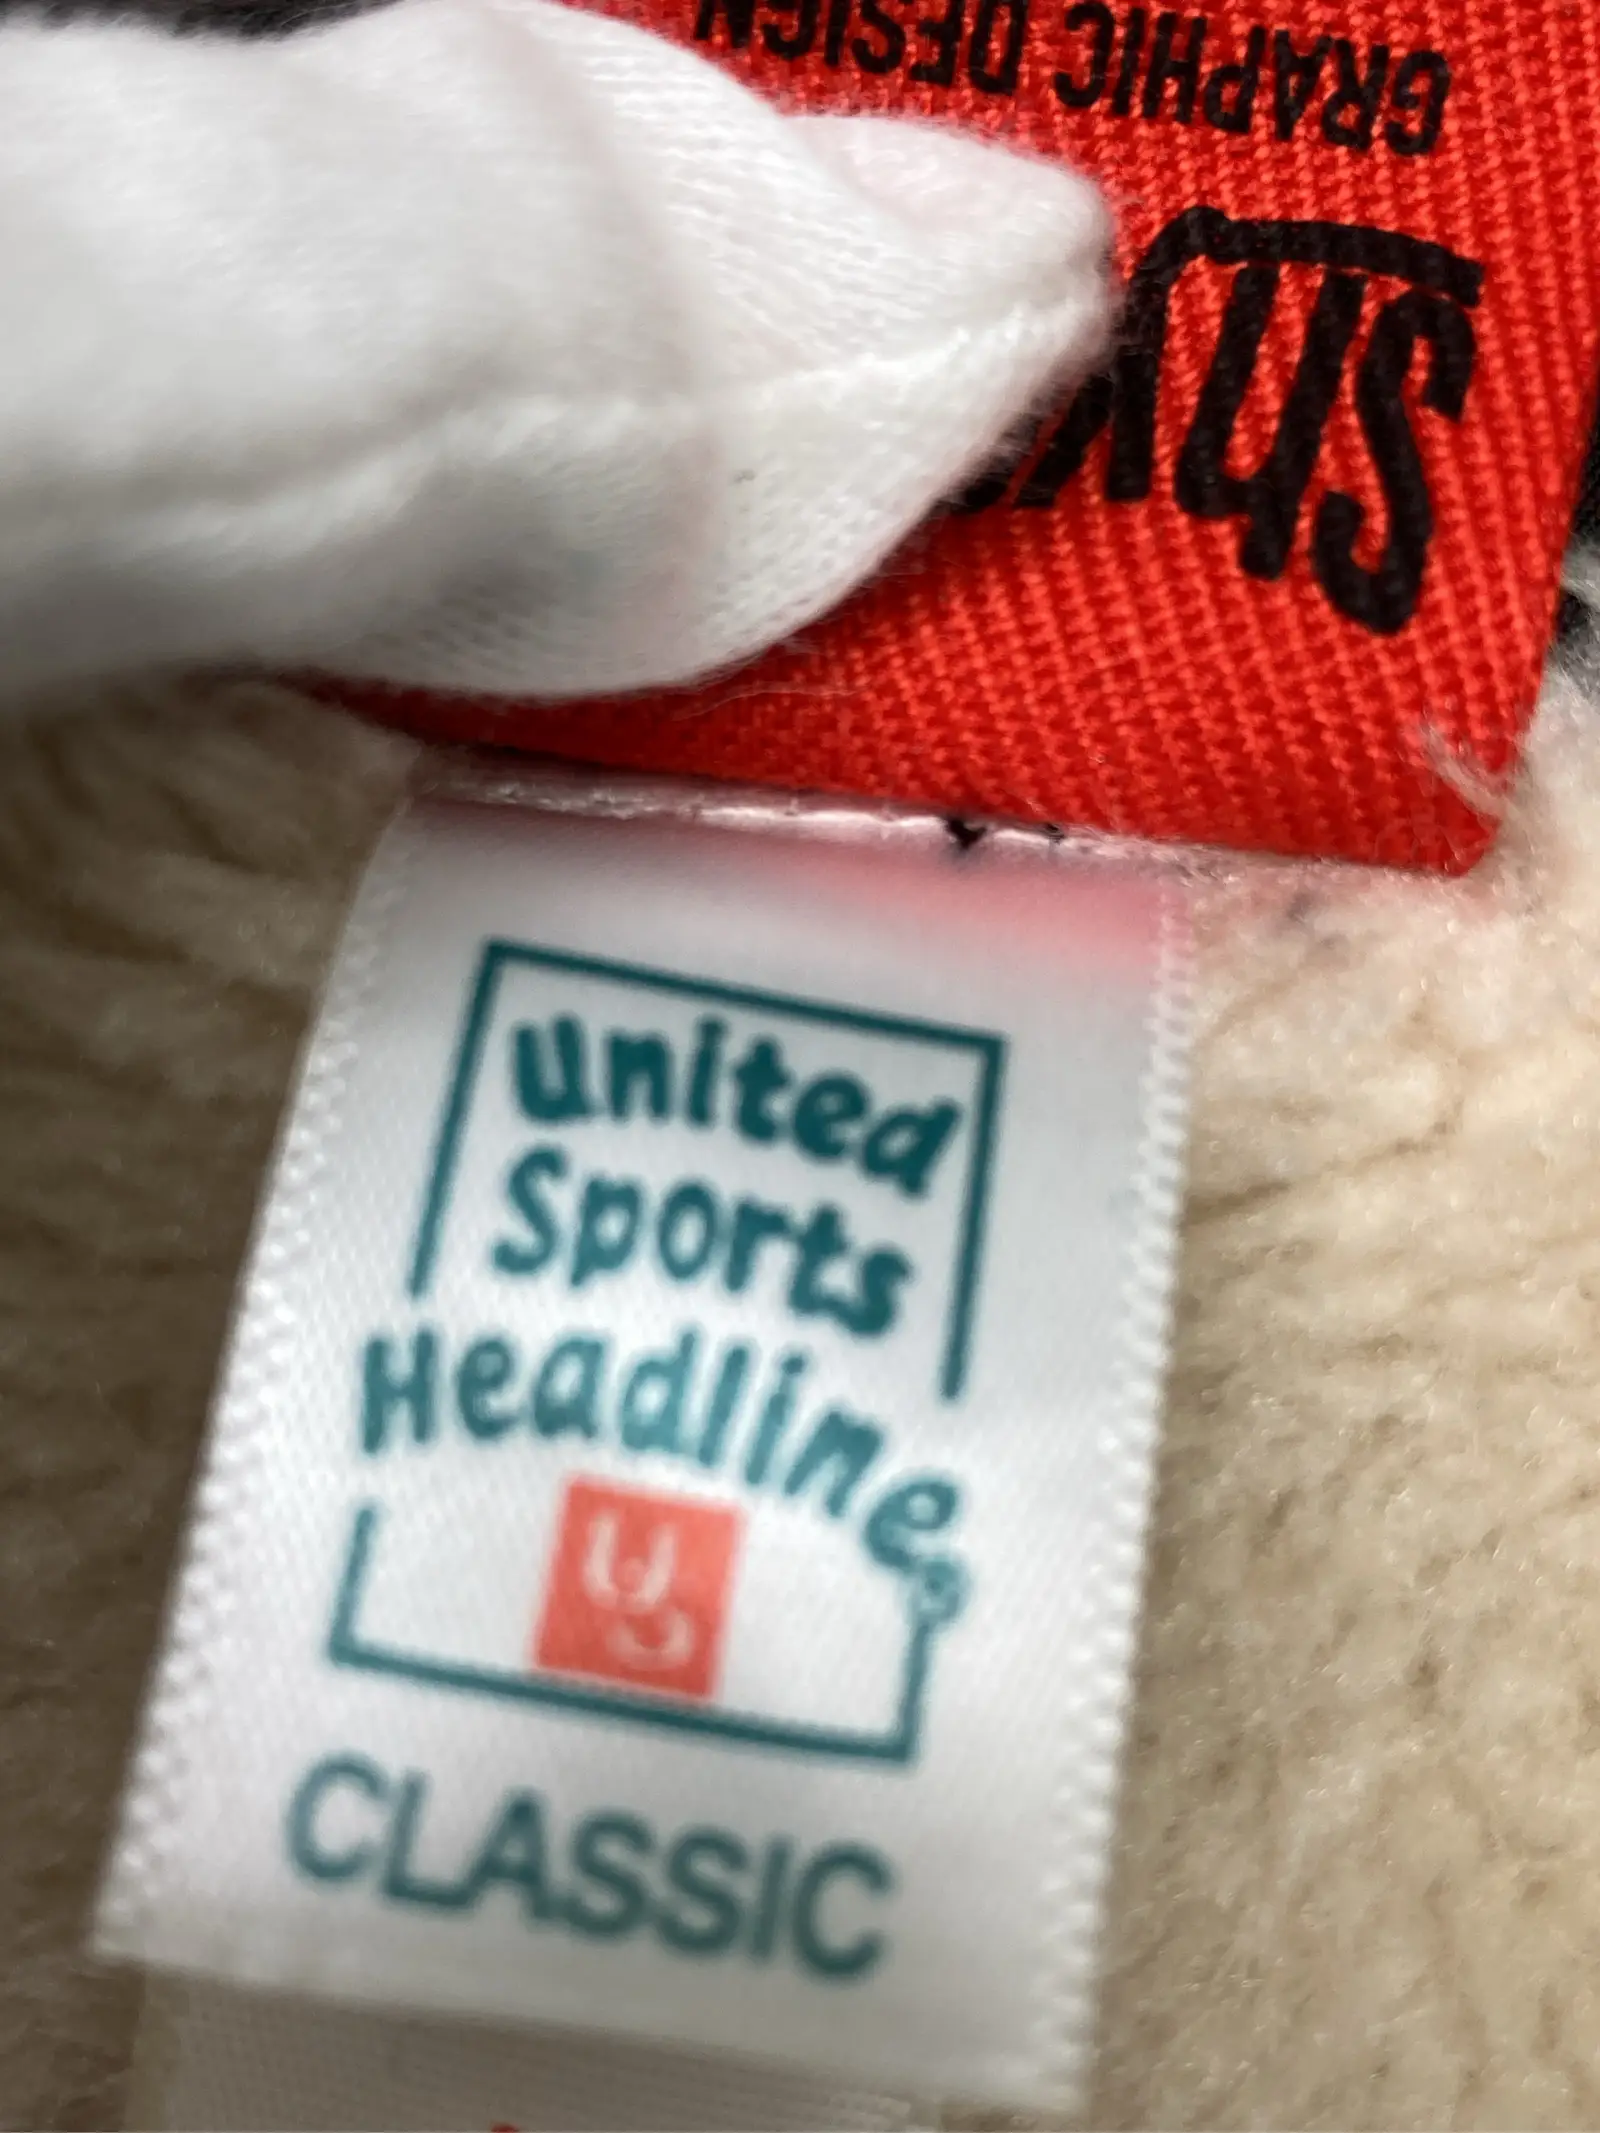 GRAPHIC DESIGN
United
Sports
Headline®
CLASSIC